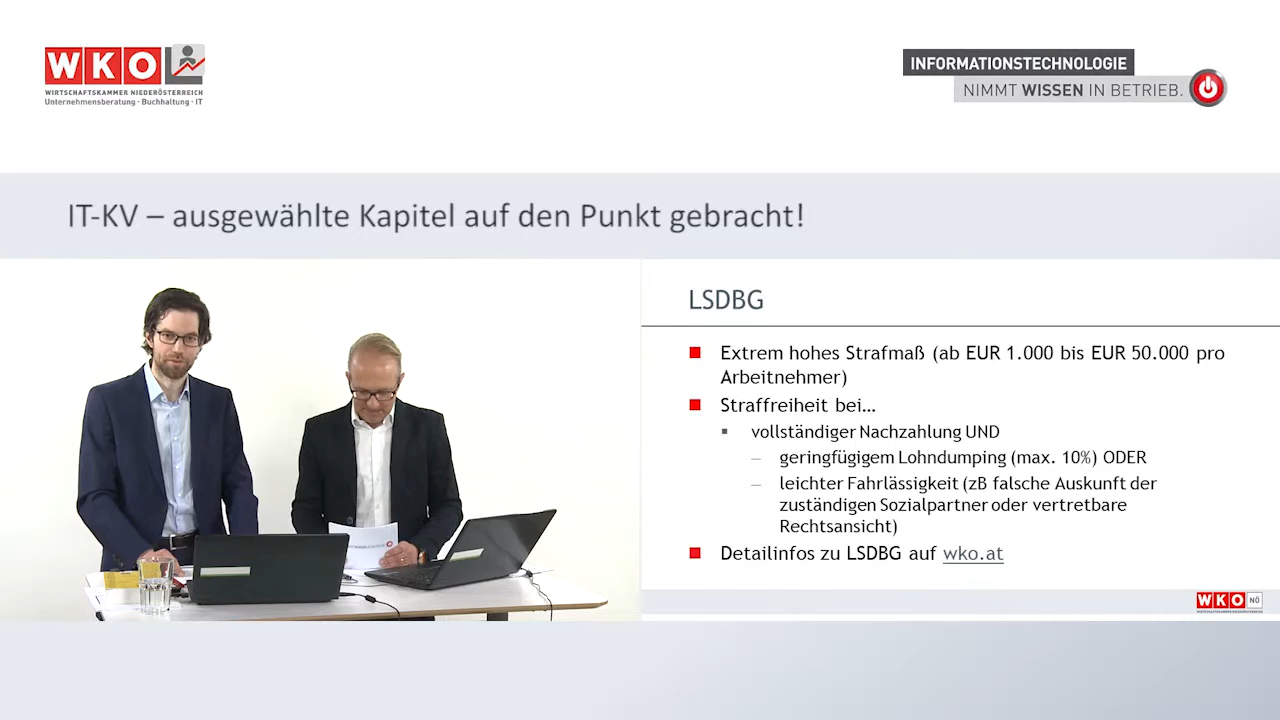 WKO
WIRTSCHAFTSKAMMER NIEDERÖSTERREICH
Unternehmensberatung · Buchhaltung · IT
INFORMATIONSTECHNOLOGIE
NIMMT WISSEN IN BETRIEB.
IT-KV – ausgewählte Kapitel auf den Punkt gebracht!
LSDBG
Extrem hohes Strafmaß (ab EUR 1.000 bis EUR 50.000 pro
Arbeitnehmer)
Straffreiheit bei…
vollständiger Nachzahlung UND
– geringfügigem Lohndumping (max. 10%) ODER
– leichter Fahrlässigkeit (zB falsche Auskunft der
zuständigen Sozialpartner oder vertretbare
Rechtsansicht)
Detailinfos zu LSDBG auf wko.at
WKO NÖ
WIRTSCHAFTSKAMMER NIEDERÖSTERREICH